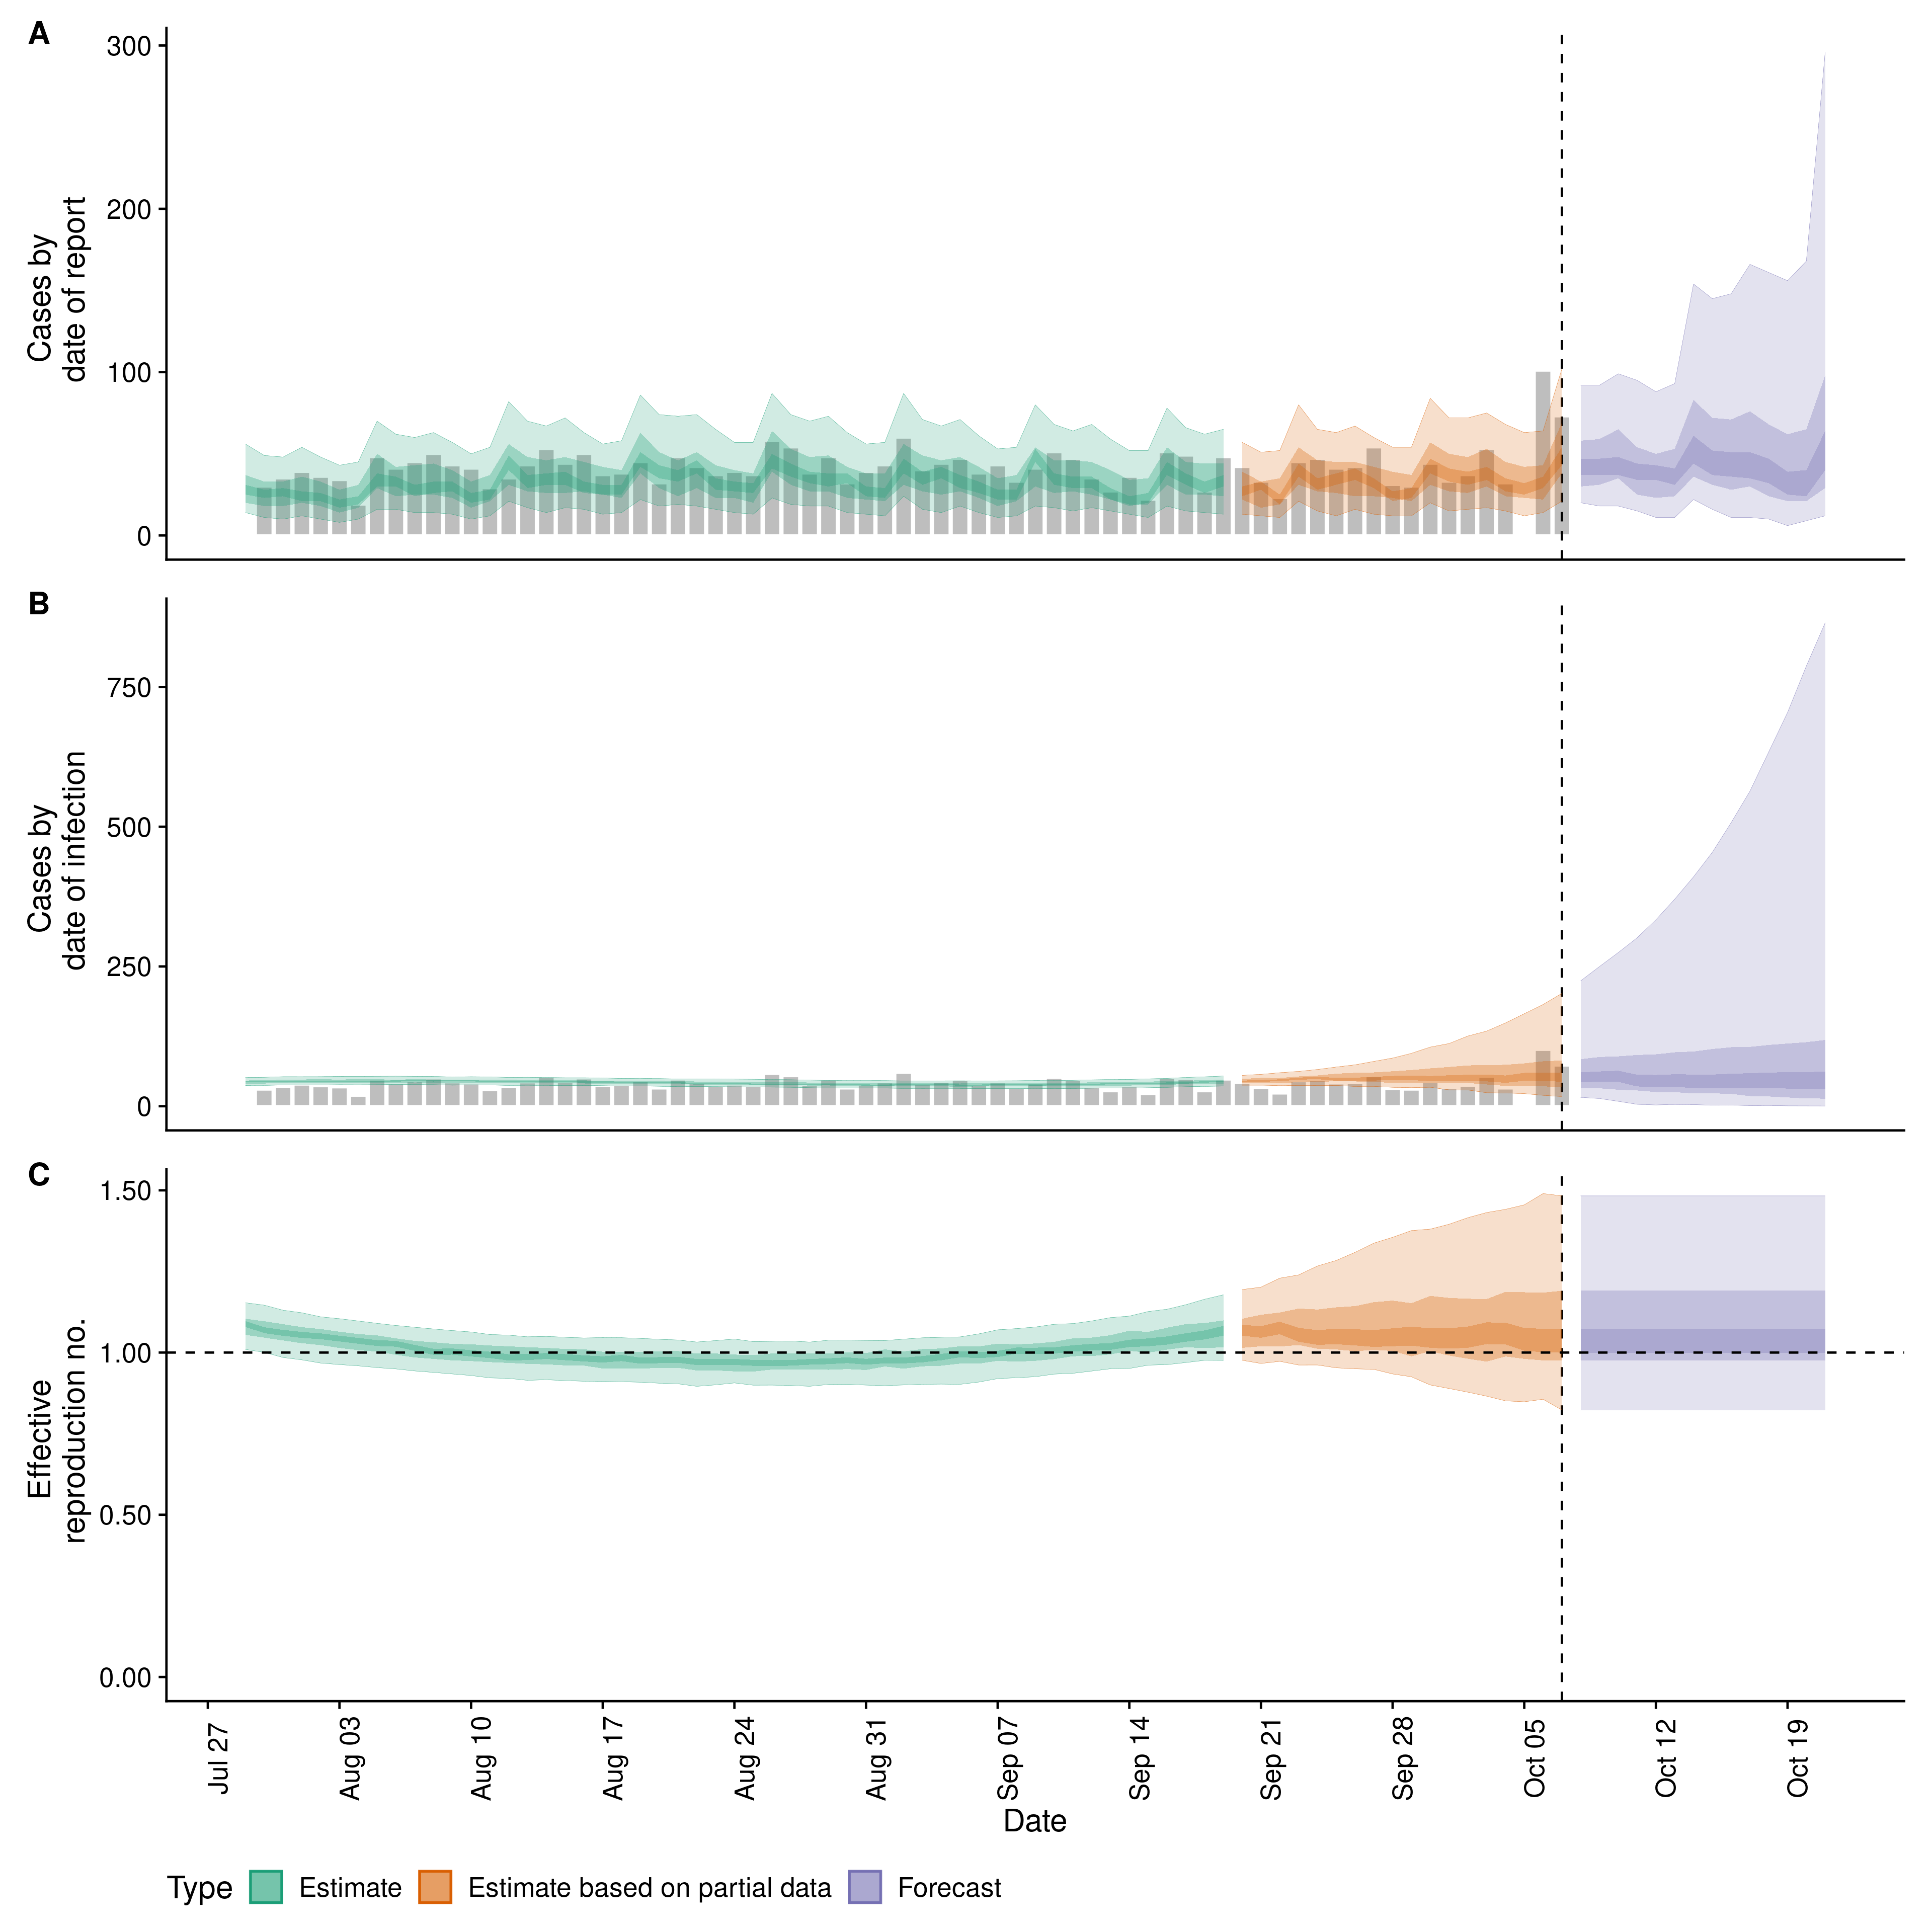 A
Cases by
date of report
300
200
100
0
B
Cases by
date of infection
750
500
250
0
C
Effective
reproduction no.
1.50
1.00
0.50
0.00
Jul 27
Aug 03
Aug 10
Aug 17
Aug 24
Aug 31
Sep 07
Sep 14
Sep 21
Sep 28
Oct 05
Oct 12
Oct 19
Date
Type
Estimate
Estimate based on partial data
Forecast